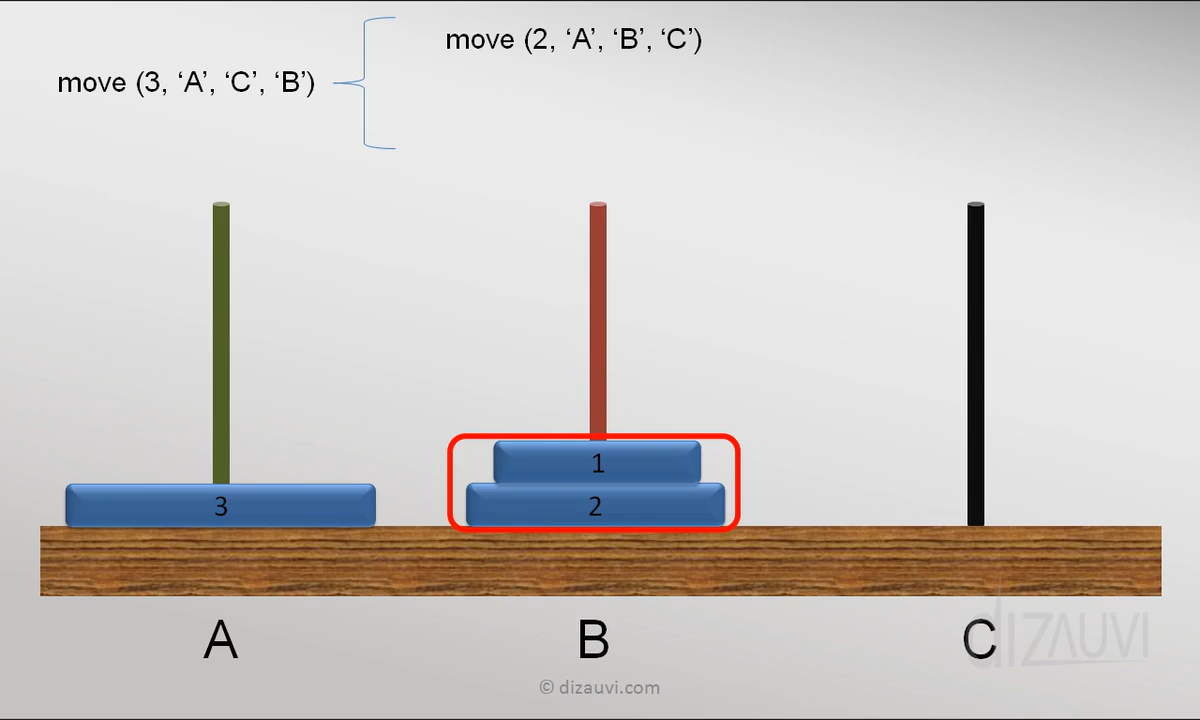 move (2, ‘A’, ‘B’, ‘C’)
move (3, ‘A’, ‘C’, ‘B’)
1
3
2
A
B
C
dizauvi
© dizauvi.com